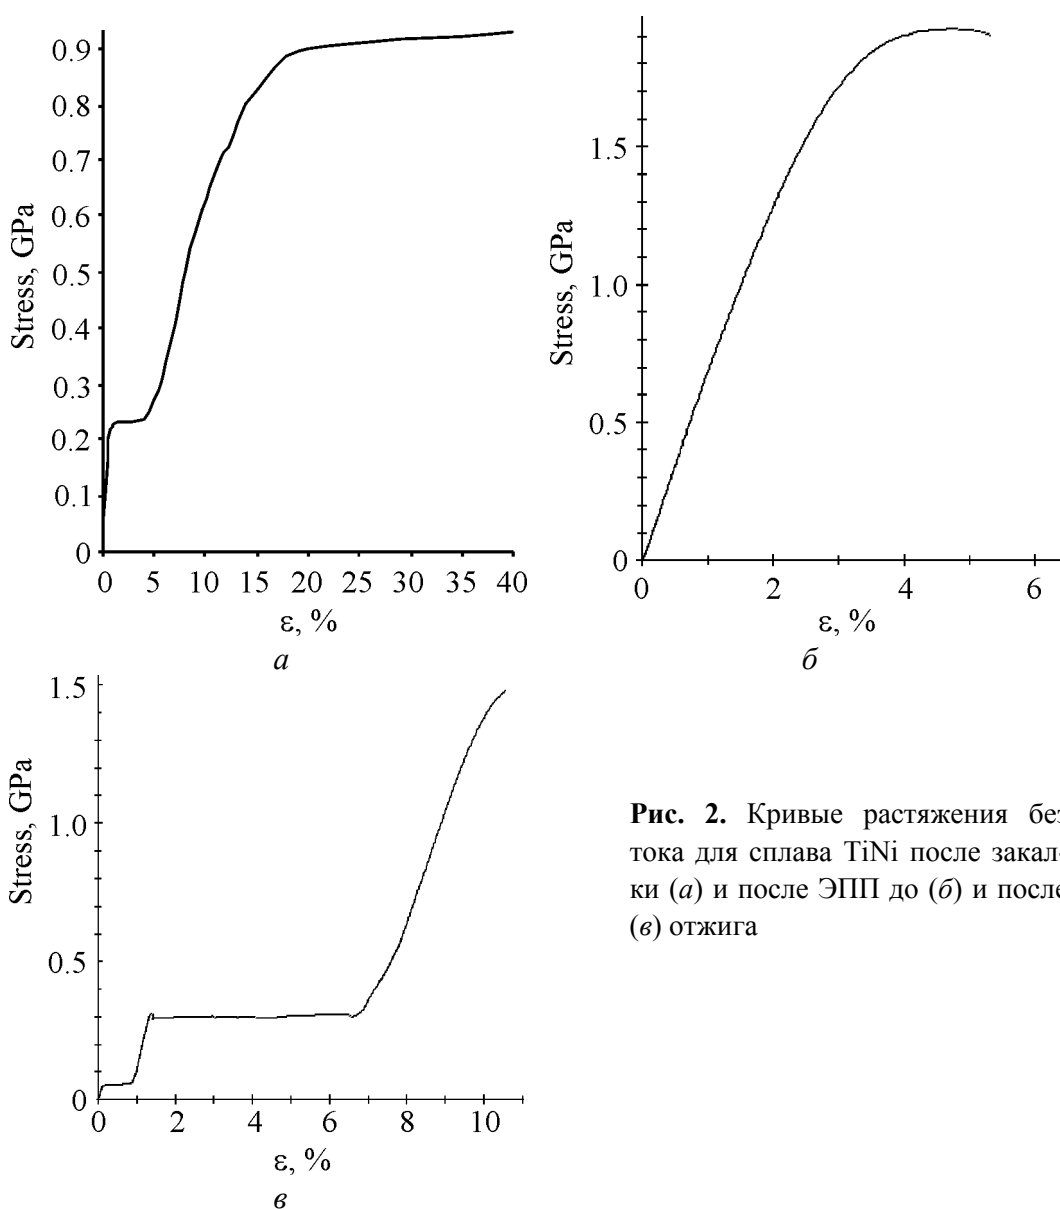 0.9
0.8
0.7
0.6
0.5
0.4
0.3
0.2
0.1
0
Stress, GPa
0 5 10 15 20 25 30 35 40
ε, %
а
1.5
1.0
0.5
0
Stress, GPa
0 2 4 6
ε, %
б
1.5
1.0
0.5
0
Stress, GPa
0 2 4 6 8 10
ε, %
в
Рис. 2. Кривые растяжения без
тока для сплава TiNi после закал-
ки (а) и после ЭПП до (б) и после
(в) отжига